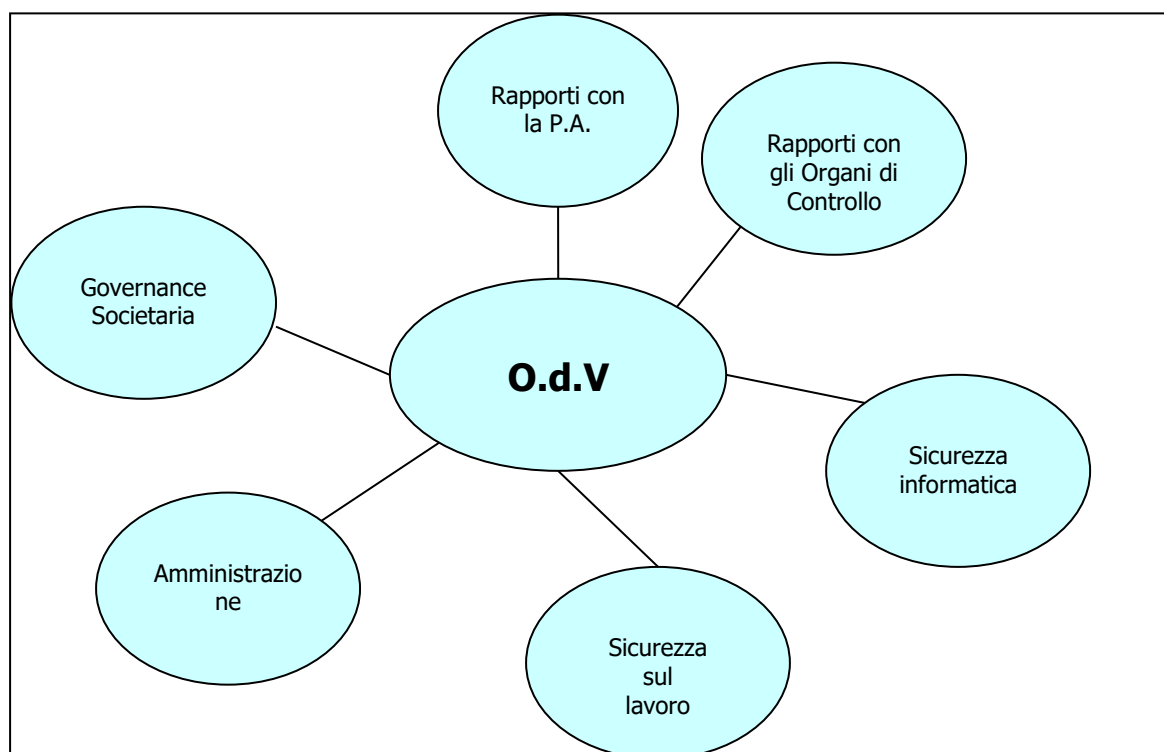 Rapporti con
la P.A.
Rapporti con
gli Organi di
Controllo
Governance
Societaria
O.d.V
Sicurezza
informatica
Amministrazio
ne
Sicurezza
sul
lavoro